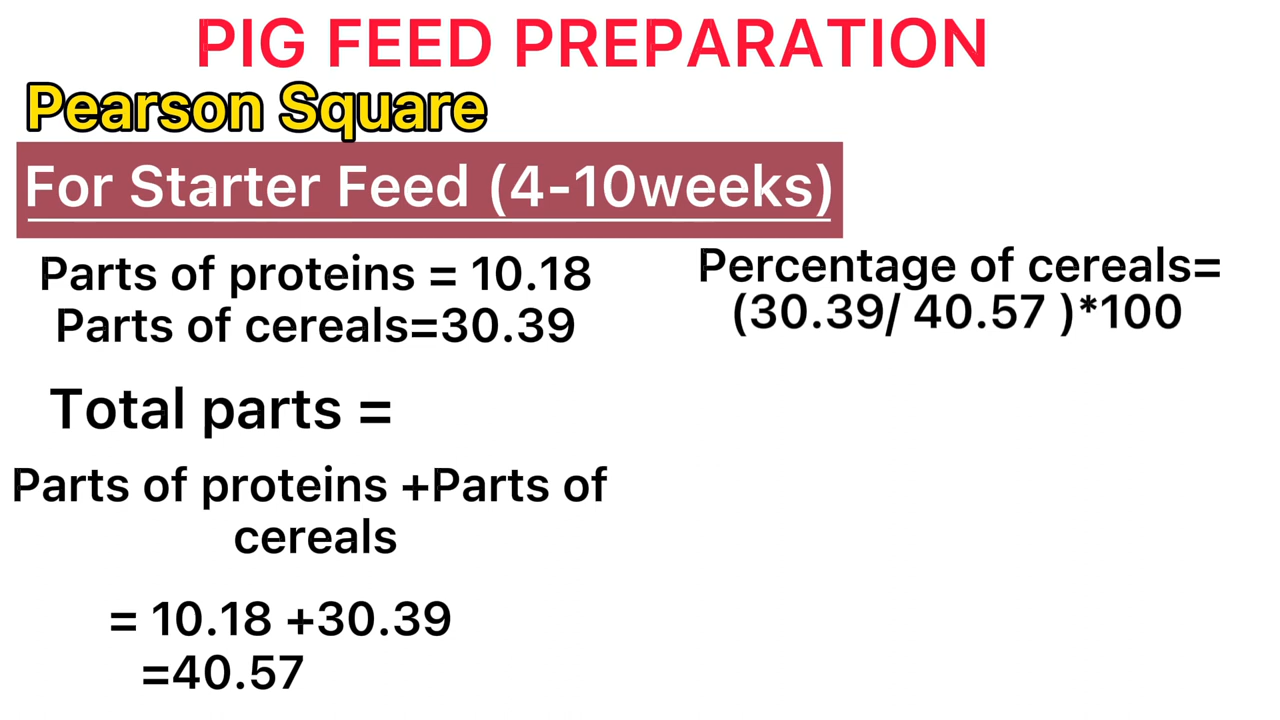 PIG FEED PREPARATION
Pearson Square
For Starter Feed (4-10weeks)
Parts of proteins = 10.18
Parts of cereals=30.39
Total parts =
Parts of proteins +Parts of
cereals
= 10.18 +30.39
=40.57
Percentage of cereals=
(30.39/ 40.57 )*100